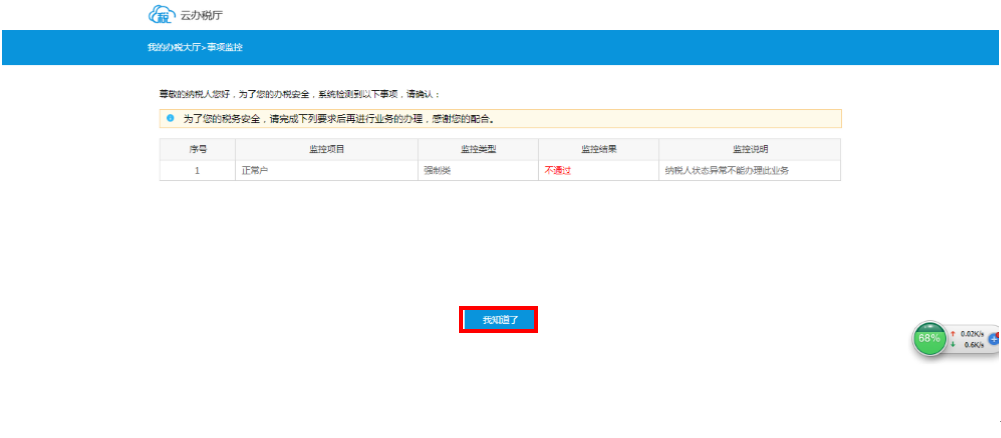 税 云办税厅
我的办税大厅>事项监控
尊敬的纳税人您好，为了您的办税安全，系统检测到以下事项，请确认：
为了您的税务安全，请完成下列要求后再进行业务的办理，感谢您的配合。
序号 监控项目 监控类型 监控结果 监控说明
1 正常户 强制类 不通过 纳税人状态异常不能办理此业务
我知道了
68% ↑ 0.02K/s
↓ 0.6K/s